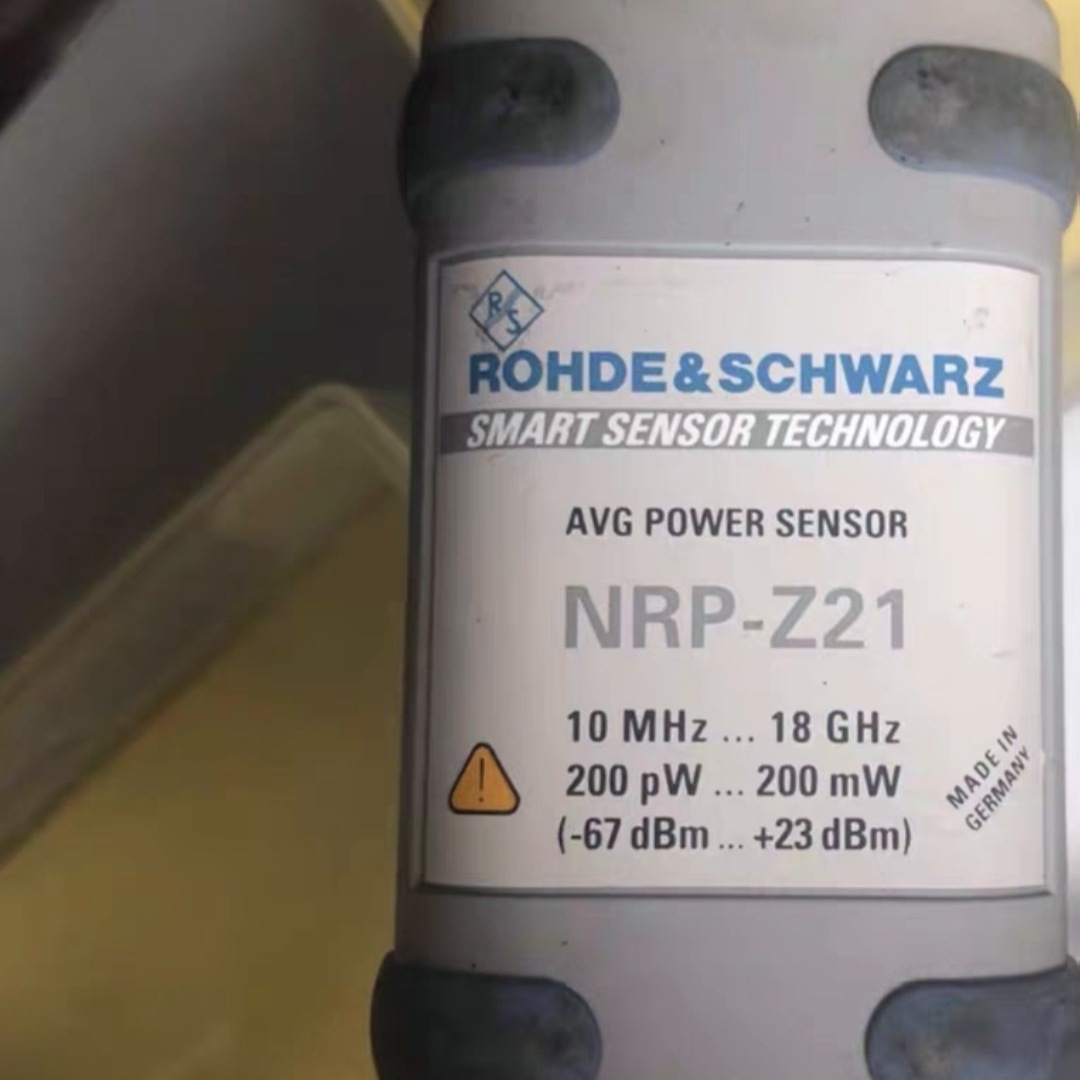 R S
ROHDE&SCHWARZ
SMART SENSOR TECHNOLOGY
AVG POWER SENSOR
NRP-Z21
10 MHz ... 18 GHz
200 pW ... 200 mW
(-67 dBm ... +23 dBm)
MADE IN
GERMANY